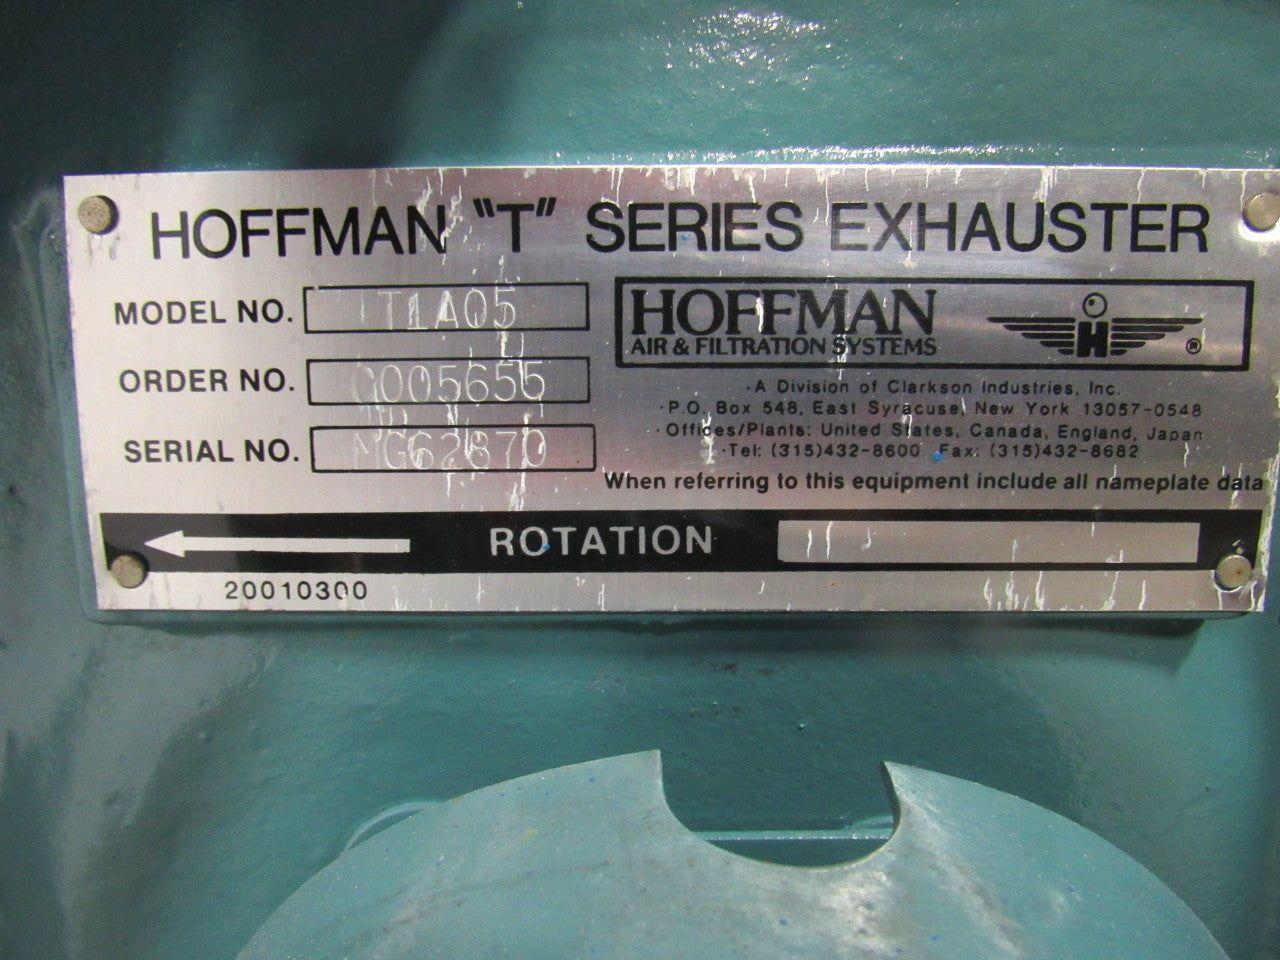 HOFFMAN "T" SERIES EXHAUSTER
MODEL NO. T1A05
HOFFMAN
AIR & FILTRATION SYSTEMS
H ®
ORDER NO.
SERIAL NO. MG62870
·A Division of Clarkson Industries, Inc.
·P.O. Box 548, East Syracuse, New York 13057-0548
·Offices/Plants: United States, Canada, England, Japan
·Tel: (315)432-8600 Fax: (315)432-8682
When referring to this equipment include all nameplate data
ROTATION
20010300